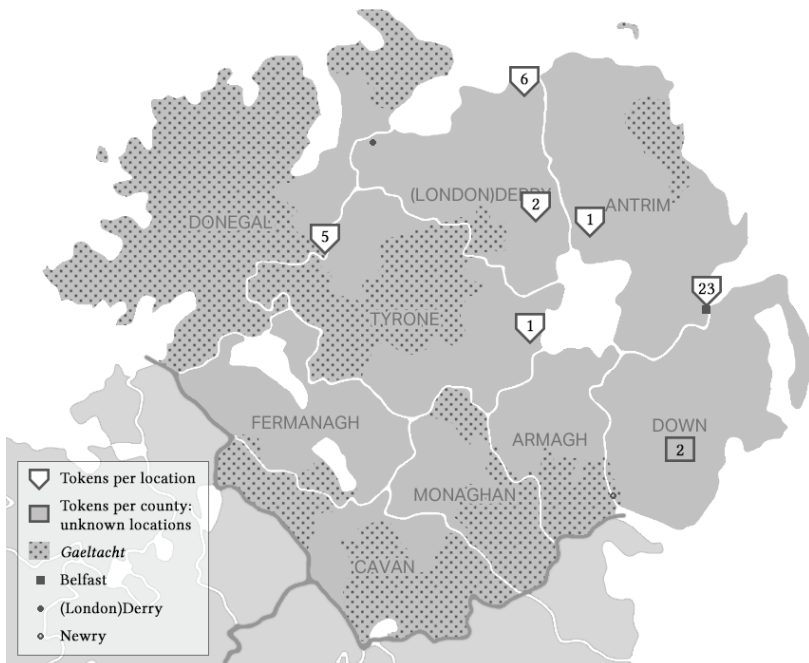 6
(LONDON)DERRY
2
1
ANTRIM
DONEGAL
5
23
TYRONE
1
FERMANAGH
ARMAGH
DOWN
2
MONAGHAN
CAVAN
Tokens per location
Tokens per county:
unknown locations
Gaeltacht
Belfast
(London)Derry
Newry